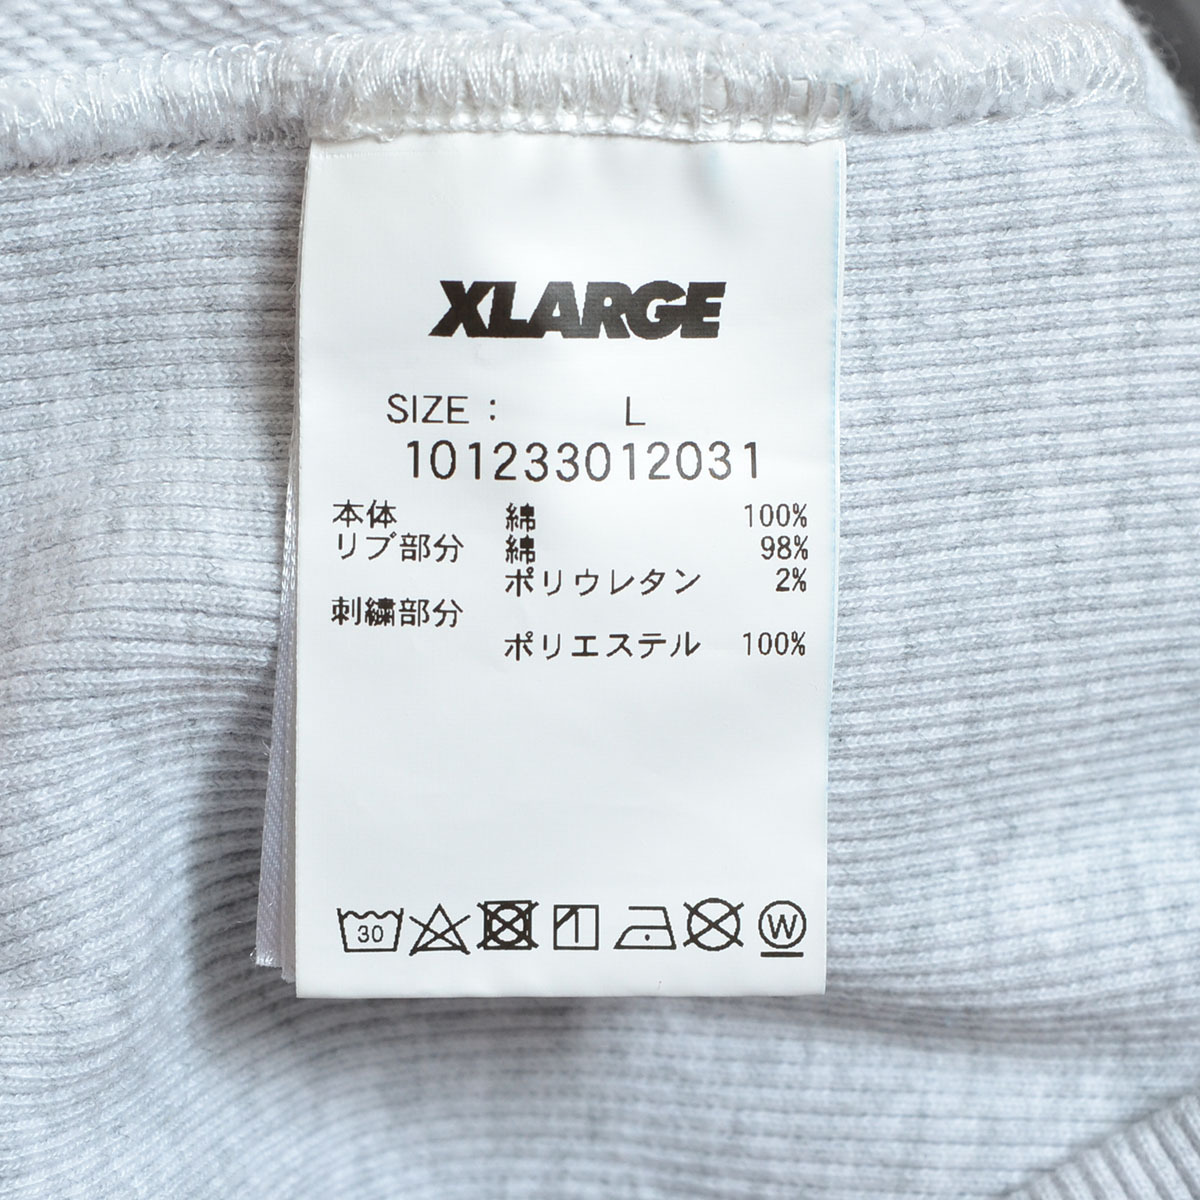 XLARGE
SIZE : L
101233012031
本体 綿 100%
リブ部分 綿 98%
ポリウレタン 2%
刺繍部分
ポリエステル 100%
30 W